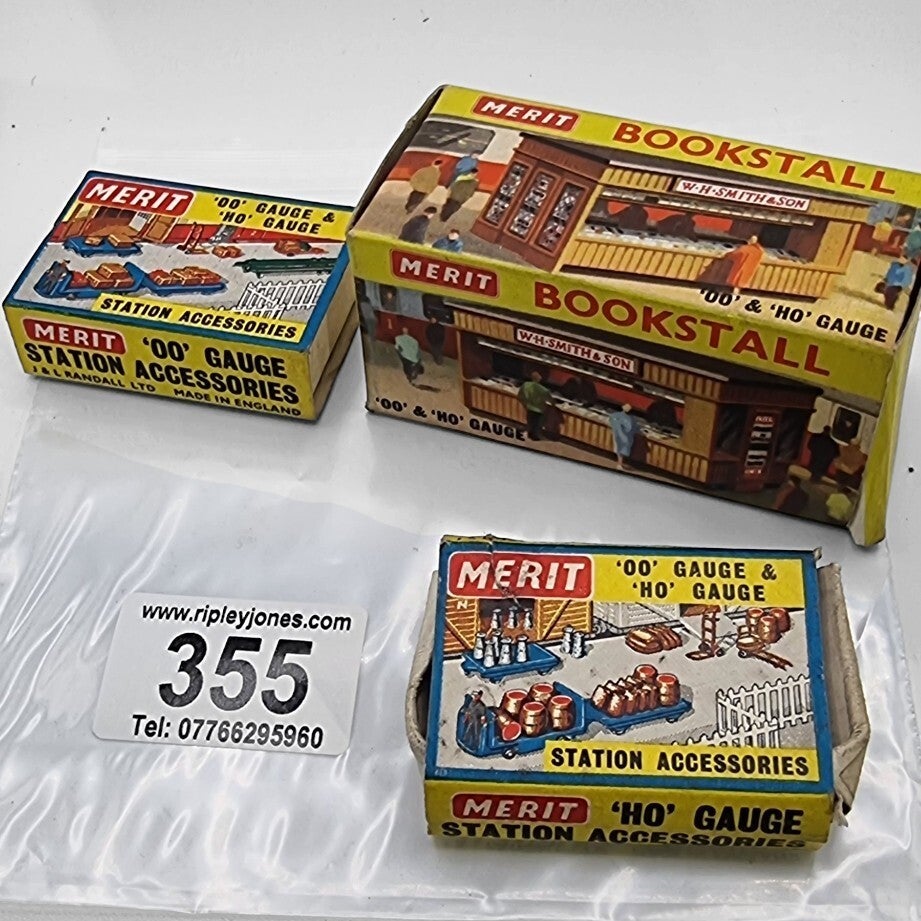 MERIT
'OO' GAUGE &
'HO' GAUGE
STATION ACCESSORIES
MERIT 'OO' GAUGE
STATION ACCESSORIES
J & L RANDALL LTD
MADE IN ENGLAND
MERIT BOOKSTALL
W·H·SMITH & SON
'OO' & 'HO' GAUGE
MERIT BOOKSTALL
W·H·SMITH & SON
'OO' & 'HO' GAUGE
www.ripleyjones.com
355
Tel: 07766295960
MERIT
'OO' GAUGE &
'HO' GAUGE
N
STATION ACCESSORIES
MERIT 'HO' GAUGE
STATION ACCESSORIES